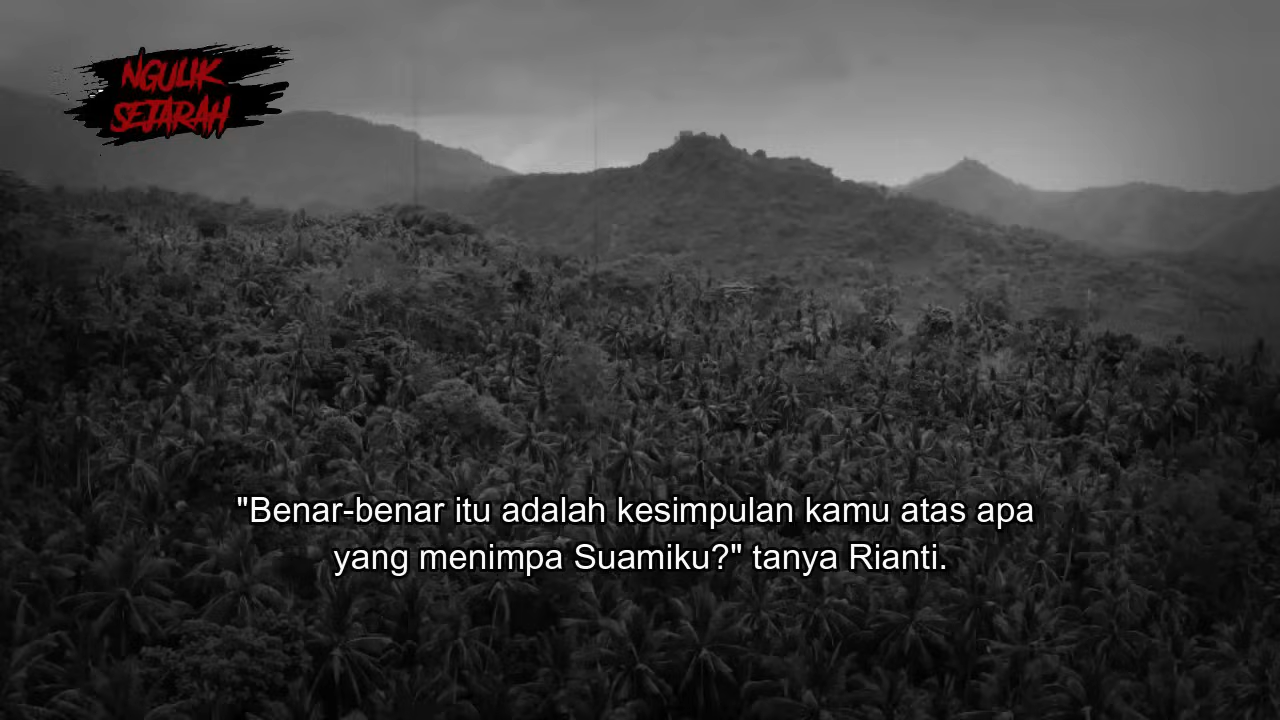 NGULIK
SEJARAH
"Benar-benar itu adalah kesimpulan kamu atas apa
yang menimpa Suamiku?" tanya Rianti.